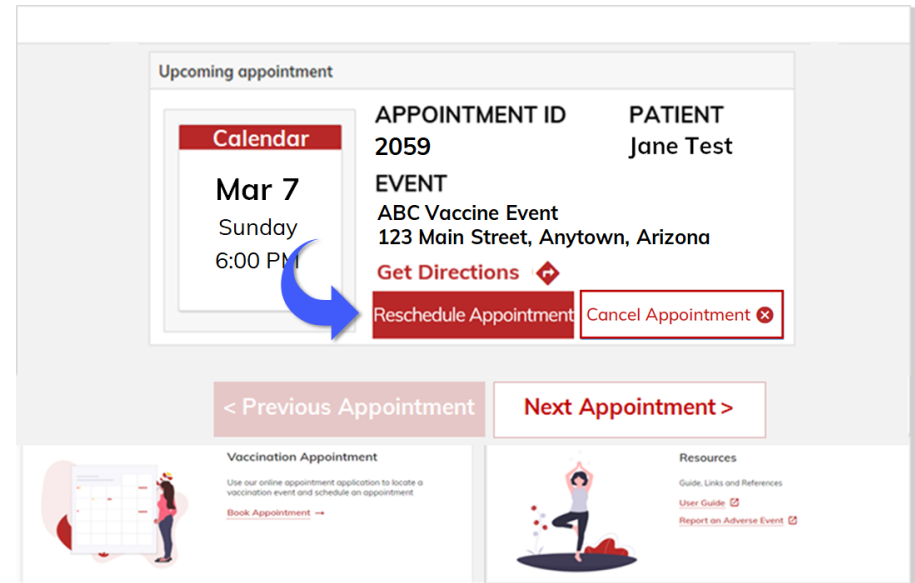 Upcoming appointment
Calendar
Mar 7
Sunday
6:00 PM
APPOINTMENT ID
2059
PATIENT
Jane Test
EVENT
ABC Vaccine Event
123 Main Street, Anytown, Arizona
Get Directions
Reschedule Appointment
Cancel Appointment
< Previous Appointment
Next Appointment >
Vaccination Appointment
Use our online appointment application to locate a
vaccination event and schedule an appointment
Book Appointment →
Resources
Guide, Links and References
User Guide
Report an Adverse Event